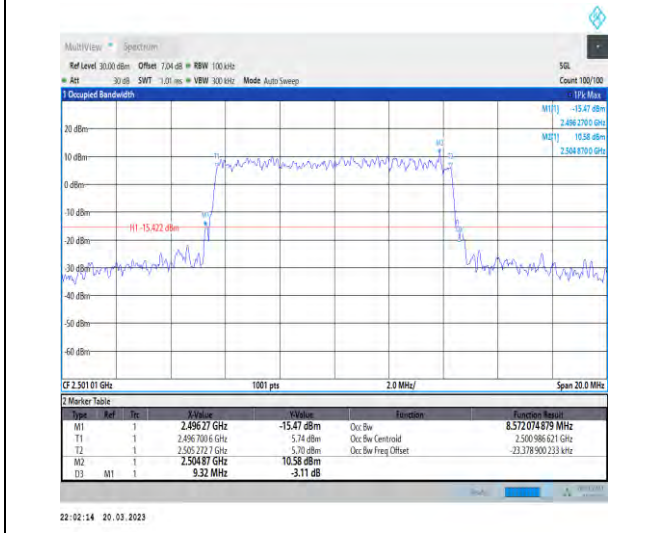 MultiView Spectrum
Ref Level 30.00 dBm Offset 7.04 dB RBW 100 kHz SGL
Att 30 dB SWT 1.01 ms VBW 300 kHz Mode Auto Sweep Count 100/100
1 Occupied Bandwidth 1Pk Max
M1[1] -15.47 dBm
2.496 270 0 GHz
M2[1] 10.58 dBm
2.504 870 0 GHz
20 dBm
M2
10 dBm
T1 T2
0 dBm
-10 dBm
M1
H1 -15.422 dBm
-20 dBm
-30 dBm
-40 dBm
-50 dBm
-60 dBm
CF 2.501 01 GHz 1001 pts 2.0 MHz/ Span 20.0 MHz
2 Marker Table
Type Ref Trc X-Value Y-Value Function Function Result
M1 1 2.496 27 GHz -15.47 dBm Occ Bw 8.572 074 879 MHz
T1 1 2.496 700 6 GHz 5.74 dBm Occ Bw Centroid 2.500 986 621 GHz
T2 1 2.505 272 7 GHz 5.70 dBm Occ Bw Freq Offset -23.378 900 233 kHz
M2 1 2.504 87 GHz 10.58 dBm
D3 M1 1 9.32 MHz -3.11 dB
22:02:14 20.03.2023